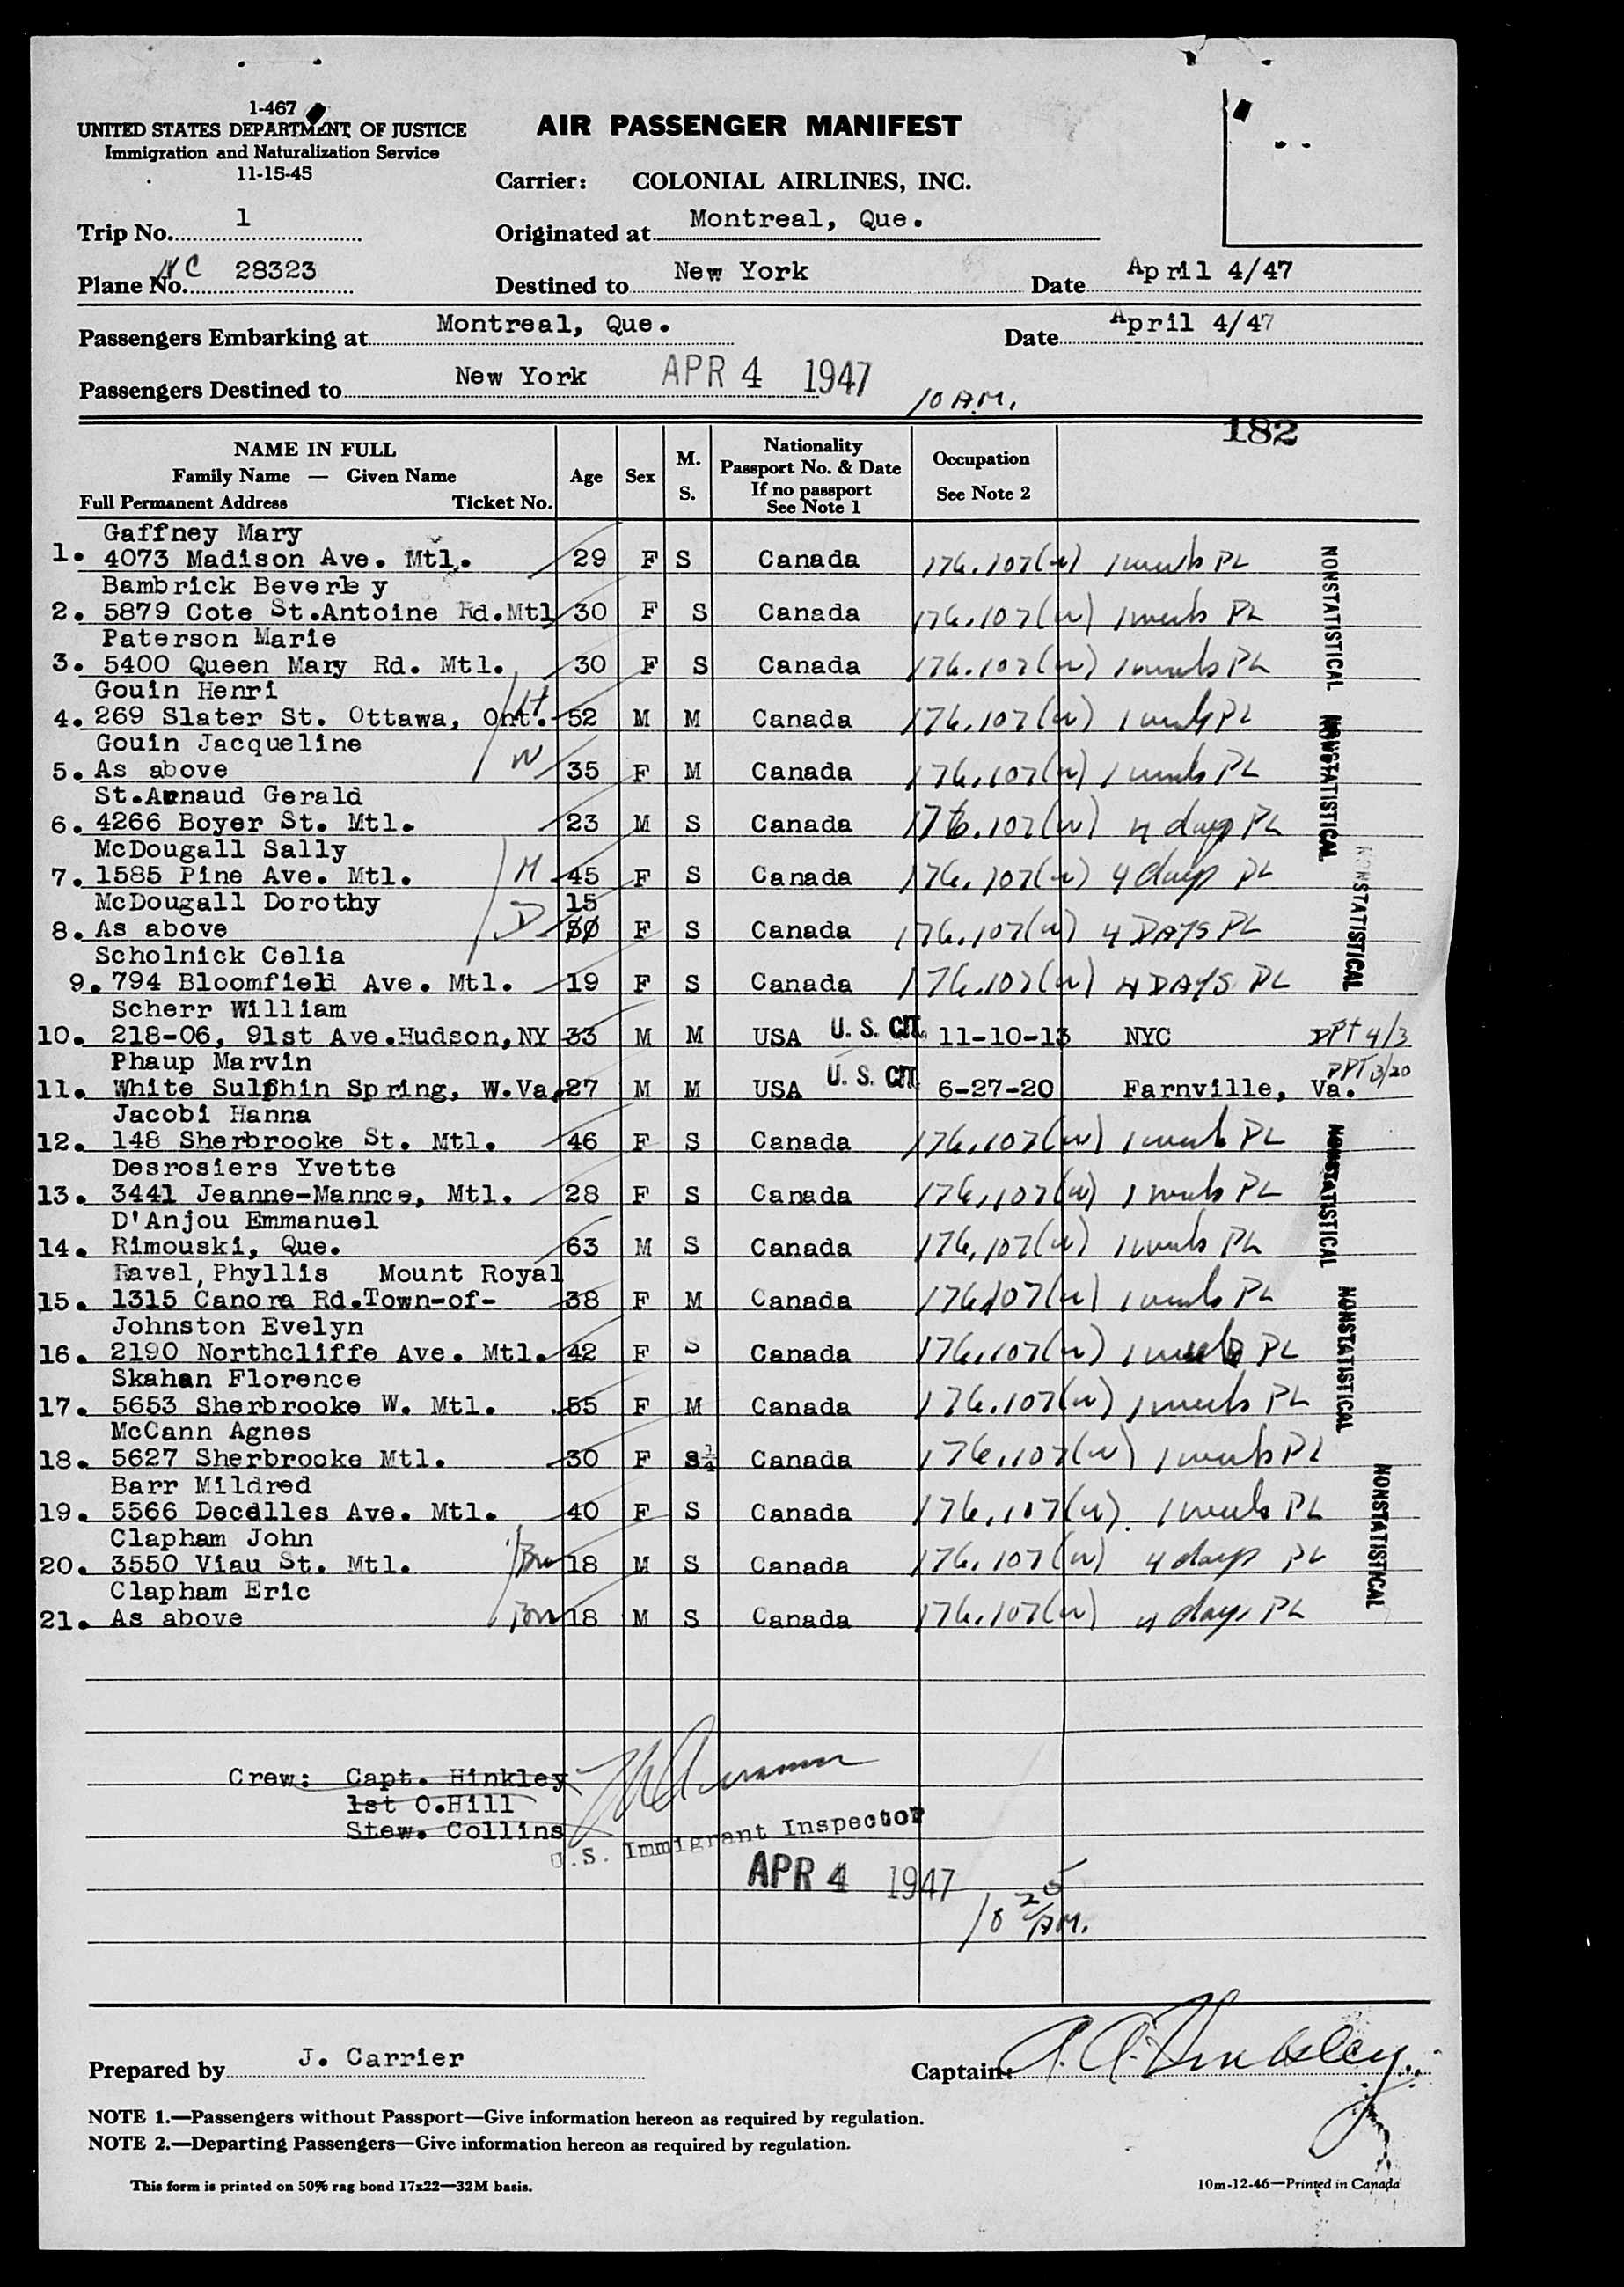 1-467
UNITED STATES DEPARTMENT OF JUSTICE
Immigration and Naturalization Service
11-15-45
AIR PASSENGER MANIFEST
Carrier: COLONIAL AIRLINES, INC.
Trip No. 1
Originated at Montreal, Que.
Plane No. NC 28323
Destined to New York
Date April 4/47
Passengers Embarking at Montreal, Que.
Date April 4/47
Passengers Destined to New York APR 4 1947
10 A.M.
182
NAME IN FULL
Family Name — Given Name
Full Permanent Address Ticket No.
Age
Sex
M.
S.
Nationality
Passport No. & Date
If no passport
See Note 1
Occupation
See Note 2
Gaffney Mary
1. 4073 Madison Ave. Mtl. 29 F S Canada 176.107(w) 1 week PL
Bambrick Beverley
2. 5879 Cote St.Antoine Rd.Mtl 30 F S Canada 176.107(w) 1 week PL
Paterson Marie
3. 5400 Queen Mary Rd. Mtl. 30 F S Canada 176.107(w) 1 week PL
NONSTATISTICAL
Gouin Henri
4. 269 Slater St. Ottawa, Ont. H 52 M M Canada 176.107(w) 1 week PL
Gouin Jacqueline
5. As above W 35 F M Canada 176.107(w) 1 week PL
St.Arnaud Gerald
6. 4266 Boyer St. Mtl. 23 M S Canada 176.107(w) 4 days PL
NONSTATISTICAL
McDougall Sally
7. 1585 Pine Ave. Mtl. M 45 F S Canada 176.107(w) 4 days PL
McDougall Dorothy 15
8. As above D 50 F S Canada 176.107(w) 4 DAYS PL
Scholnick Celia
9. 794 Bloomfield Ave. Mtl. 19 F S Canada 176.107(w) 4 DAYS PL
NONSTATISTICAL
Scherr William
10. 218-06, 91st Ave.Hudson,NY 33 M M USA U. S. CIT. 11-10-13 NYC DPT 4/3
Phaup Marvin
11. White Sulphin Spring, W.Va. 27 M M USA U. S. CIT 6-27-20 Farnville, Va. DPT 3/20
Jacobi Hanna
12. 148 Sherbrooke St. Mtl. 46 F S Canada 176.107(w) 1 week PL
Desrosiers Yvette
13. 3441 Jeanne-Mannce, Mtl. 28 F S Canada 176.107(w) 1 week PL
D'Anjou Emmanuel
14. Rimouski, Que. 63 M S Canada 176.107(w) 1 week PL
NONSTATISTICAL
Ravel, Phyllis Mount Royal
15. 1315 Canora Rd.Town-of- 38 F M Canada 176.107(w) 1 week PL
Johnston Evelyn
16. 2190 Northcliffe Ave. Mtl. 42 F S Canada 176.107(w) 1 week PL
Skahan Florence
17. 5653 Sherbrooke W. Mtl. 55 F M Canada 176.107(w) 1 week PL
NONSTATISTICAL
McCann Agnes
18. 5627 Sherbrooke Mtl. 30 F S¼ Canada 176.107(w) 1 week PL
Barr Mildred
19. 5566 Decelles Ave. Mtl. 40 F S Canada 176.107(w) 1 week PL
Clapham John
20. 3550 Viau St. Mtl. Bro 18 M S Canada 176.107(w) 4 days PL
Clapham Eric
21. As above Bro 18 M S Canada 176.107(w) 4 days PL
NONSTATISTICAL
Crew: Capt. Hinkley
1st O.Hill
Stew. Collins
U.S. Immigrant Inspector
APR 4 1947
10 25 AM.
Prepared by J. Carrier
Captain: A. A. Hinkley
NOTE 1.—Passengers without Passport—Give information hereon as required by regulation.
NOTE 2.—Departing Passengers—Give information hereon as required by regulation.
This form is printed on 50% rag bond 17x22—32M basis.
10m-12-46—Printed in Canada